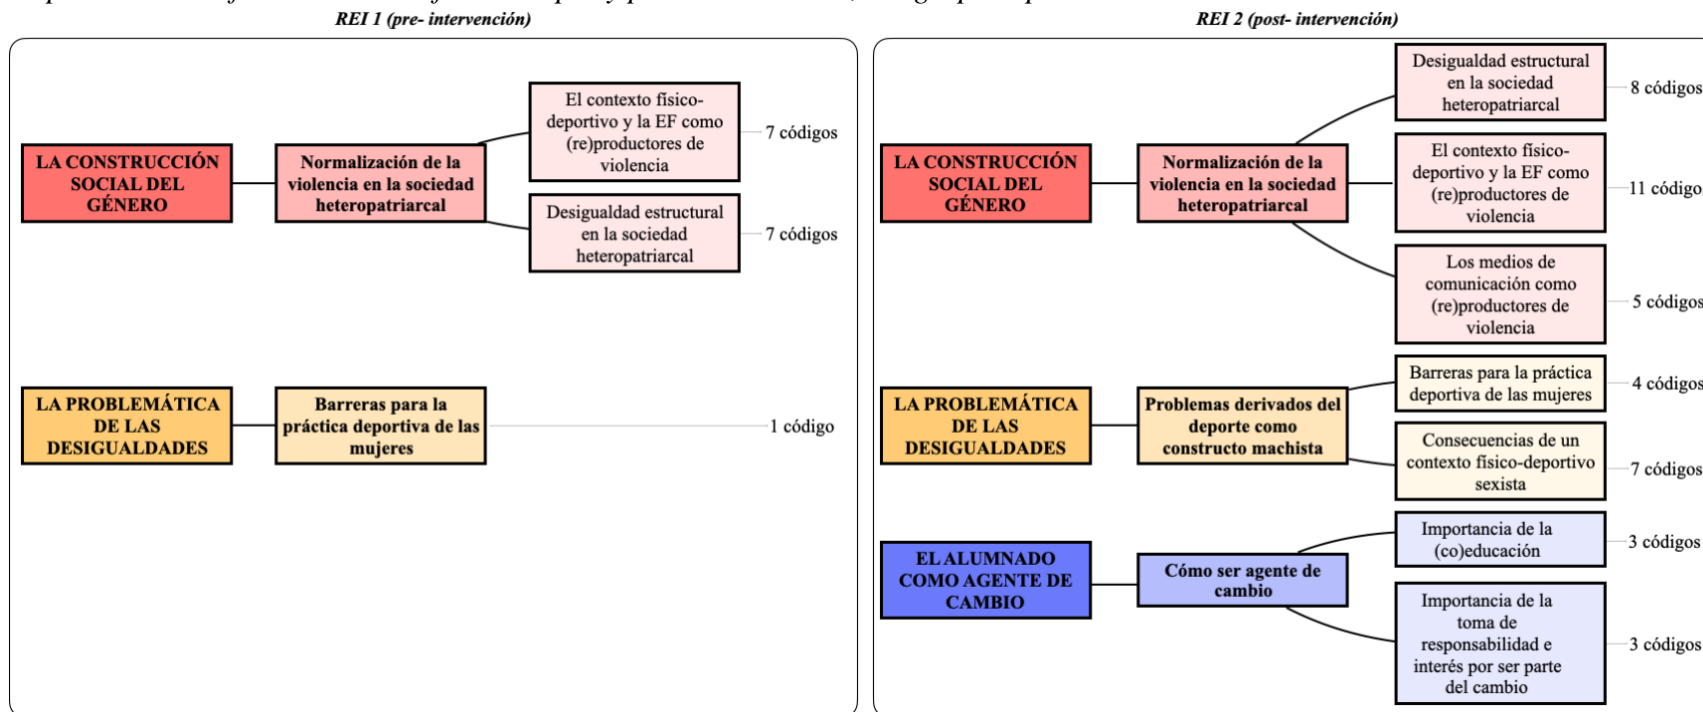 REI 1 (pre- intervención)
LA CONSTRUCCIÓN
SOCIAL DEL
GÉNERO
Normalización de la
violencia en la sociedad
heteropatriarcal
El contexto físico-
deportivo y la EF como
(re)productores de
violencia
7 códigos
Desigualdad estructural
en la sociedad
heteropatriarcal
7 códigos
LA PROBLEMÁTICA
DE LAS
DESIGUALDADES
Barreras para la
práctica deportiva de las
mujeres
1 código
REI 2 (post- intervención)
LA CONSTRUCCIÓN
SOCIAL DEL
GÉNERO
Normalización de la
violencia en la sociedad
heteropatriarcal
Desigualdad estructural
en la sociedad
heteropatriarcal
8 códigos
El contexto físico-
deportivo y la EF como
(re)productores de
violencia
11 códigos
Los medios de
comunicación como
(re)productores de
violencia
5 códigos
LA PROBLEMÁTICA
DE LAS
DESIGUALDADES
Problemas derivados del
deporte como
constructo machista
Barreras para la práctica
deportiva de las mujeres
4 códigos
Consecuencias de un
contexto físico-deportivo
sexista
7 códigos
EL ALUMNADO
COMO AGENTE DE
CAMBIO
Cómo ser agente de
cambio
Importancia de la
(co)educación
3 códigos
Importancia de la
toma de
responsabilidad e
interés por ser parte
del cambio
3 códigos